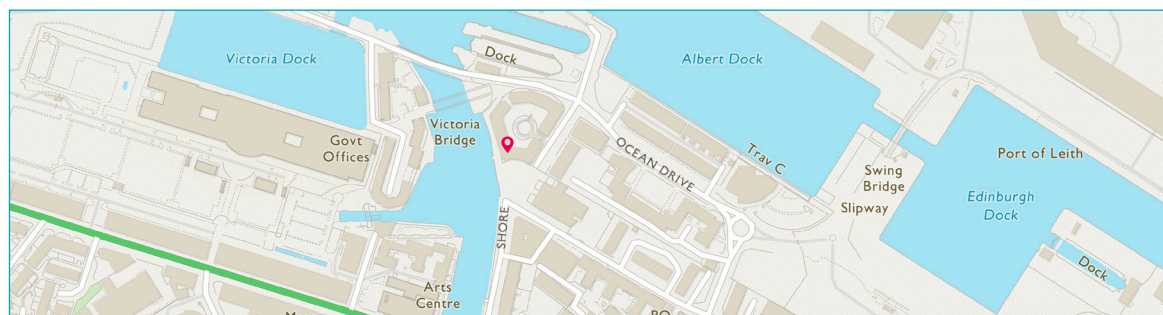 Victoria Dock
Dock
Albert Dock
Victoria
Bridge
Govt
Offices
OCEAN DRIVE
Trav C
Swing
Bridge
Slipway
Port of Leith
Edinburgh
Dock
Dock
SHORE
Arts
Centre